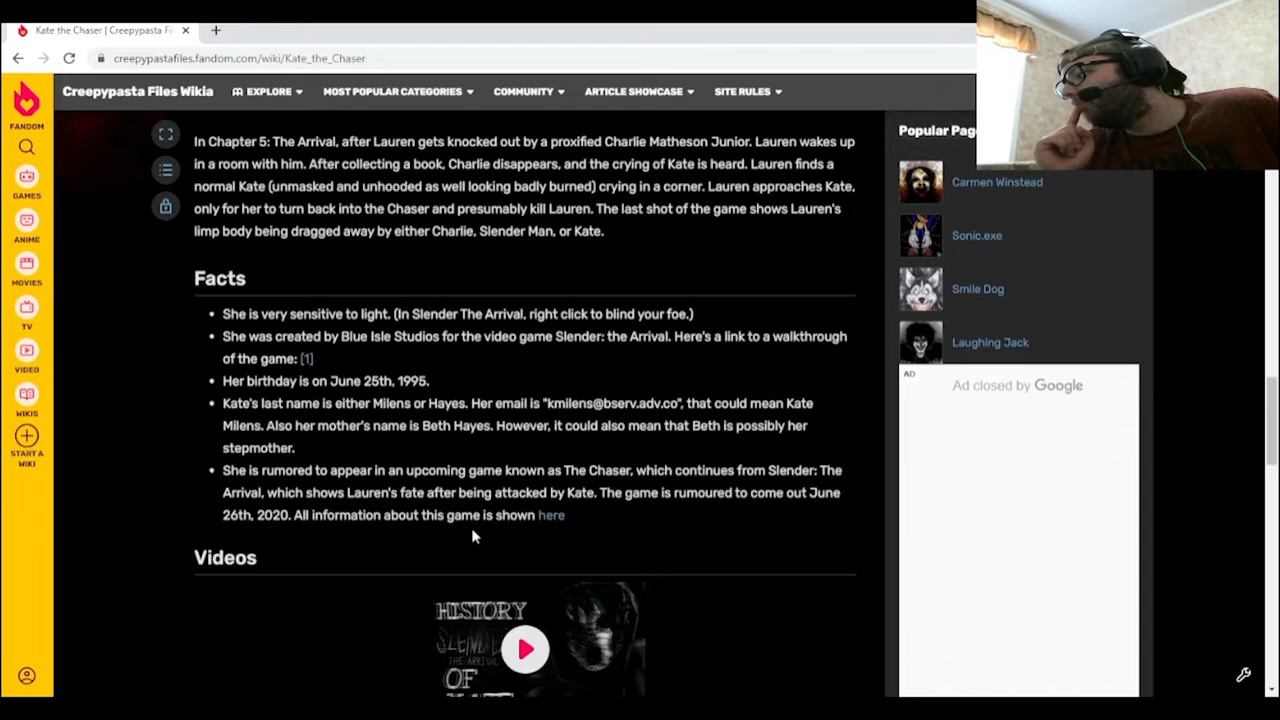 Kate the Chaser | Creepypasta Fi
creepypastafiles.fandom.com/wiki/Kate_the_Chaser
FANDOM
GAMES
ANIME
MOVIES
TV
VIDEO
WIKIS
START A
WIKI
Creepypasta Files Wikia
EXPLORE
MOST POPULAR CATEGORIES
COMMUNITY
ARTICLE SHOWCASE
SITE RULES
In Chapter 5: The Arrival, after Lauren gets knocked out by a proxified Charlie Matheson Junior. Lauren wakes up
in a room with him. After collecting a book, Charlie disappears, and the crying of Kate is heard. Lauren finds a
normal Kate (unmasked and unhooded as well looking badly burned) crying in a corner. Lauren approaches Kate,
only for her to turn back into the Chaser and presumably kill Lauren. The last shot of the game shows Lauren's
limp body being dragged away by either Charlie, Slender Man, or Kate.
Facts
• She is very sensitive to light. (In Slender The Arrival, right click to blind your foe.)
• She was created by Blue Isle Studios for the video game Slender: the Arrival. Here's a link to a walkthrough
of the game: [1]
• Her birthday is on June 25th, 1995.
• Kate's last name is either Milens or Hayes. Her email is "kmilens@bserv.adv.co", that could mean Kate
Milens. Also her mother's name is Beth Hayes. However, it could also mean that Beth is possibly her
stepmother.
• She is rumored to appear in an upcoming game known as The Chaser, which continues from Slender: The
Arrival, which shows Lauren's fate after being attacked by Kate. The game is rumoured to come out June
26th, 2020. All information about this game is shown here
Videos
HISTORY
SLENDER
THE ARRIVAL
OF
Popular Pag
Carmen Winstead
Sonic.exe
Smile Dog
Laughing Jack
AD
Ad closed by Google